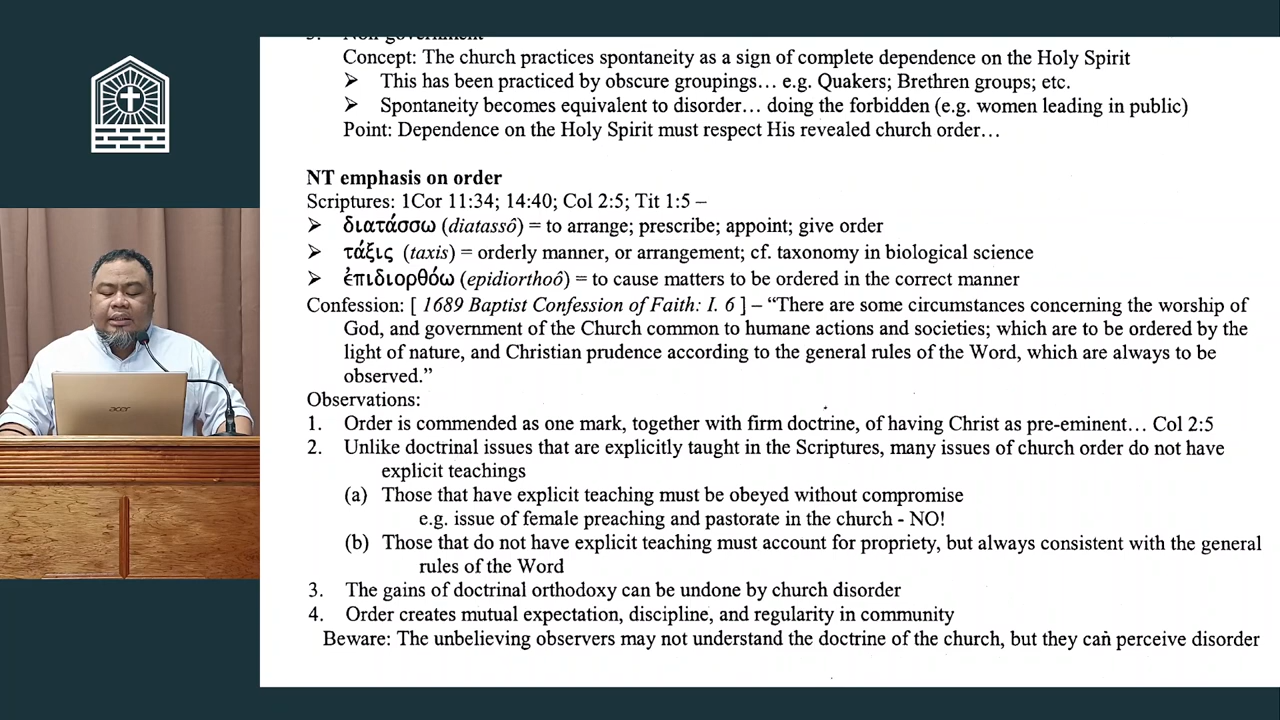 Non-government
Concept: The church practices spontaneity as a sign of complete dependence on the Holy Spirit
➢ This has been practiced by obscure groupings… e.g. Quakers; Brethren groups; etc.
➢ Spontaneity becomes equivalent to disorder… doing the forbidden (e.g. women leading in public)
Point: Dependence on the Holy Spirit must respect His revealed church order…
NT emphasis on order
Scriptures: 1Cor 11:34; 14:40; Col 2:5; Tit 1:5 –
➢ διατάσσω (diatassô) = to arrange; prescribe; appoint; give order
➢ τάξις (taxis) = orderly manner, or arrangement; cf. taxonomy in biological science
➢ ἐπιδιορθόω (epidiorthoô) = to cause matters to be ordered in the correct manner
Confession: [ 1689 Baptist Confession of Faith: I. 6 ] – “There are some circumstances concerning the worship of
God, and government of the Church common to humane actions and societies; which are to be ordered by the
light of nature, and Christian prudence according to the general rules of the Word, which are always to be
observed.”
Observations:
1. Order is commended as one mark, together with firm doctrine, of having Christ as pre-eminent… Col 2:5
2. Unlike doctrinal issues that are explicitly taught in the Scriptures, many issues of church order do not have
explicit teachings
(a) Those that have explicit teaching must be obeyed without compromise
e.g. issue of female preaching and pastorate in the church - NO!
(b) Those that do not have explicit teaching must account for propriety, but always consistent with the general
rules of the Word
3. The gains of doctrinal orthodoxy can be undone by church disorder
4. Order creates mutual expectation, discipline, and regularity in community
Beware: The unbelieving observers may not understand the doctrine of the church, but they can perceive disorder
acer